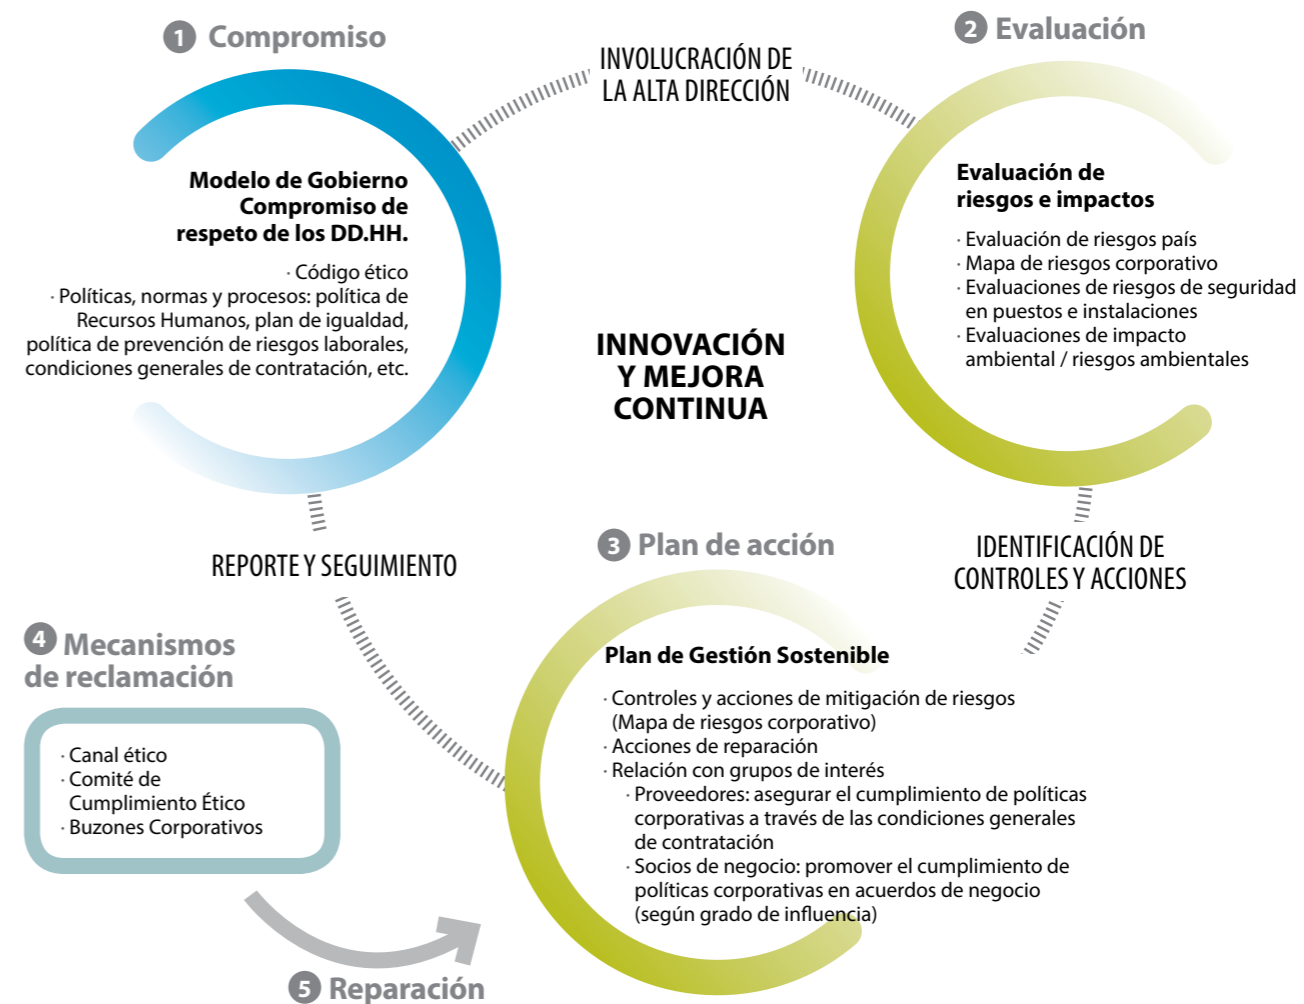 1 Compromiso
Modelo de Gobierno
Compromiso de
respeto de los DD.HH.
· Código ético
· Políticas, normas y procesos: política de
Recursos Humanos, plan de igualdad,
política de prevención de riesgos laborales,
condiciones generales de contratación, etc.
INVOLUCRACIÓN DE
LA ALTA DIRECCIÓN
2 Evaluación
Evaluación de
riesgos e impactos
· Evaluación de riesgos país
· Mapa de riesgos corporativo
· Evaluaciones de riesgos de seguridad
en puestos e instalaciones
· Evaluaciones de impacto
ambiental / riesgos ambientales
INNOVACIÓN
Y MEJORA
CONTINUA
IDENTIFICACIÓN DE
CONTROLES Y ACCIONES
3 Plan de acción
Plan de Gestión Sostenible
· Controles y acciones de mitigación de riesgos
(Mapa de riesgos corporativo)
· Acciones de reparación
· Relación con grupos de interés
· Proveedores: asegurar el cumplimiento de políticas
corporativas a través de las condiciones generales
de contratación
· Socios de negocio: promover el cumplimiento de
políticas corporativas en acuerdos de negocio
(según grado de influencia)
REPORTE Y SEGUIMIENTO
4 Mecanismos
de reclamación
· Canal ético
· Comité de
Cumplimiento Ético
· Buzones Corporativos
5 Reparación